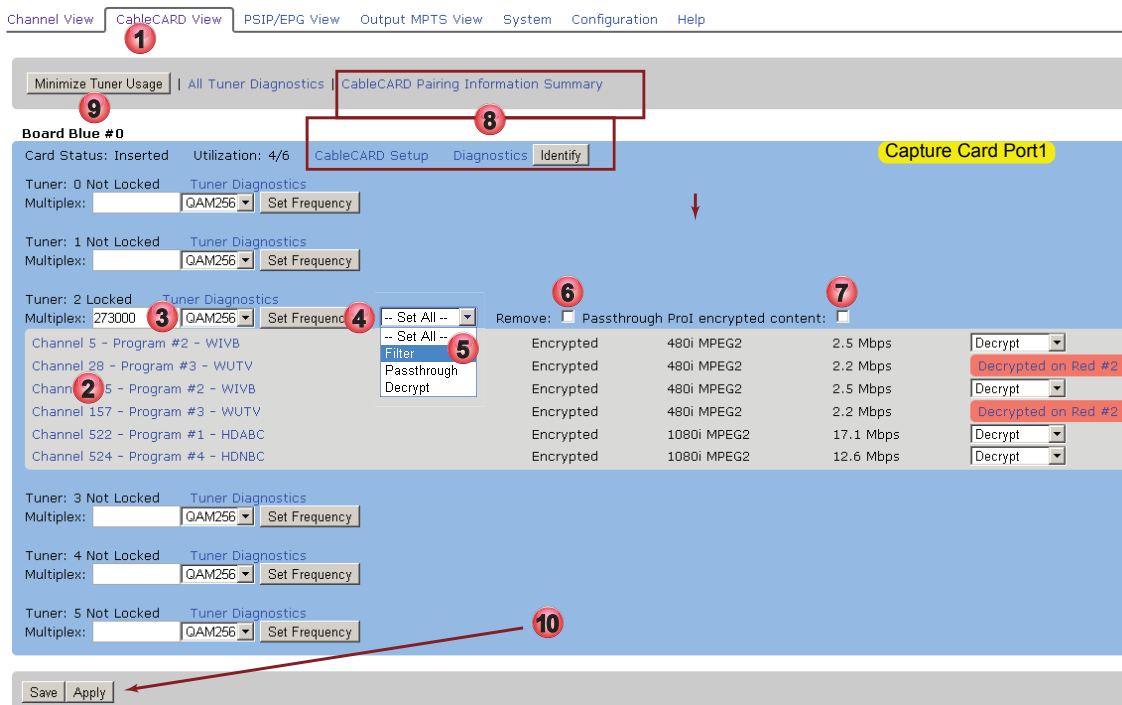 Channel View CableCARD View PSIP/EPG View Output MPTS View System Configuration Help
1
Minimize Tuner Usage | All Tuner Diagnostics | CableCARD Pairing Information Summary
9
8
Board Blue #0
Card Status: Inserted Utilization: 4/6 CableCARD Setup Diagnostics Identify Capture Card Port1
Tuner: 0 Not Locked Tuner Diagnostics
Multiplex: QAM256 Set Frequency
Tuner: 1 Not Locked Tuner Diagnostics
Multiplex: QAM256 Set Frequency
6 7
Tuner: 2 Locked Tuner Diagnostics
Multiplex: 273000 3 QAM256 Set Frequenc 4 -- Set All -- Remove: Passthrough ProI encrypted content:
-- Set All --
Filter 5
Passthrough
Decrypt
Channel 5 - Program #2 - WIVB Encrypted 480i MPEG2 2.5 Mbps Decrypt
Channel 28 - Program #3 - WUTV Encrypted 480i MPEG2 2.2 Mbps Decrypted on Red #2
Chann 2 5 - Program #2 - WIVB Encrypted 480i MPEG2 2.5 Mbps Decrypt
Channel 157 - Program #3 - WUTV Encrypted 480i MPEG2 2.2 Mbps Decrypted on Red #2
Channel 522 - Program #1 - HDABC Encrypted 1080i MPEG2 17.1 Mbps Decrypt
Channel 524 - Program #4 - HDNBC Encrypted 1080i MPEG2 12.6 Mbps Decrypt
Tuner: 3 Not Locked Tuner Diagnostics
Multiplex: QAM256 Set Frequency
Tuner: 4 Not Locked Tuner Diagnostics
Multiplex: QAM256 Set Frequency
Tuner: 5 Not Locked Tuner Diagnostics
Multiplex: QAM256 Set Frequency
10
Save Apply